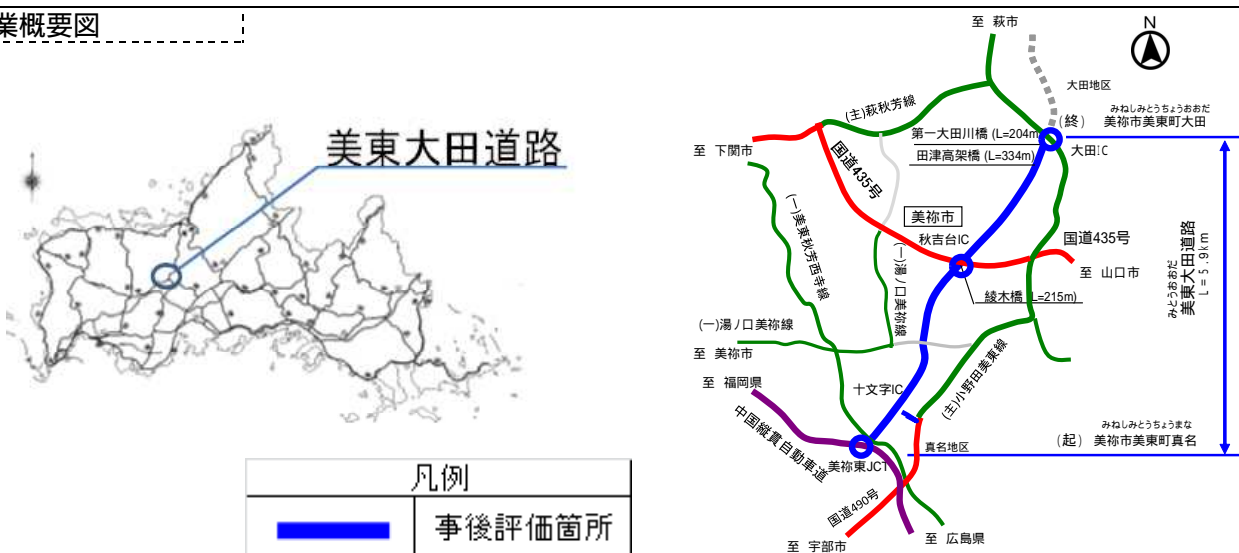 業概要図
美東大田道路
凡例
事後評価箇所
至 萩市
N
大田地区
(主)萩秋芳線
みねしみとうちょうおおだ
(終) 美祢市美東町大田
第一大田川橋 (L=204m
至 下関市
田津高架橋 (L=334m)
大田IC
国道435号
美祢市
秋吉台IC
国道435号
(一)美東秋芳西寺線
(一)湯ノ口美祢線
至 山口市
みとうおおだ
美東大田道路
L=5.9km
綾木橋 (L=215m)
(一)湯ノ口美祢線
至 美祢市
至 福岡県
十文字IC
(主)小野田美東線
みねしみとうちょうまな
(起) 美祢市美東町真名
中国縦貫自動車道
真名地区
美祢東JCT
国道490号
至 宇部市
至 広島県